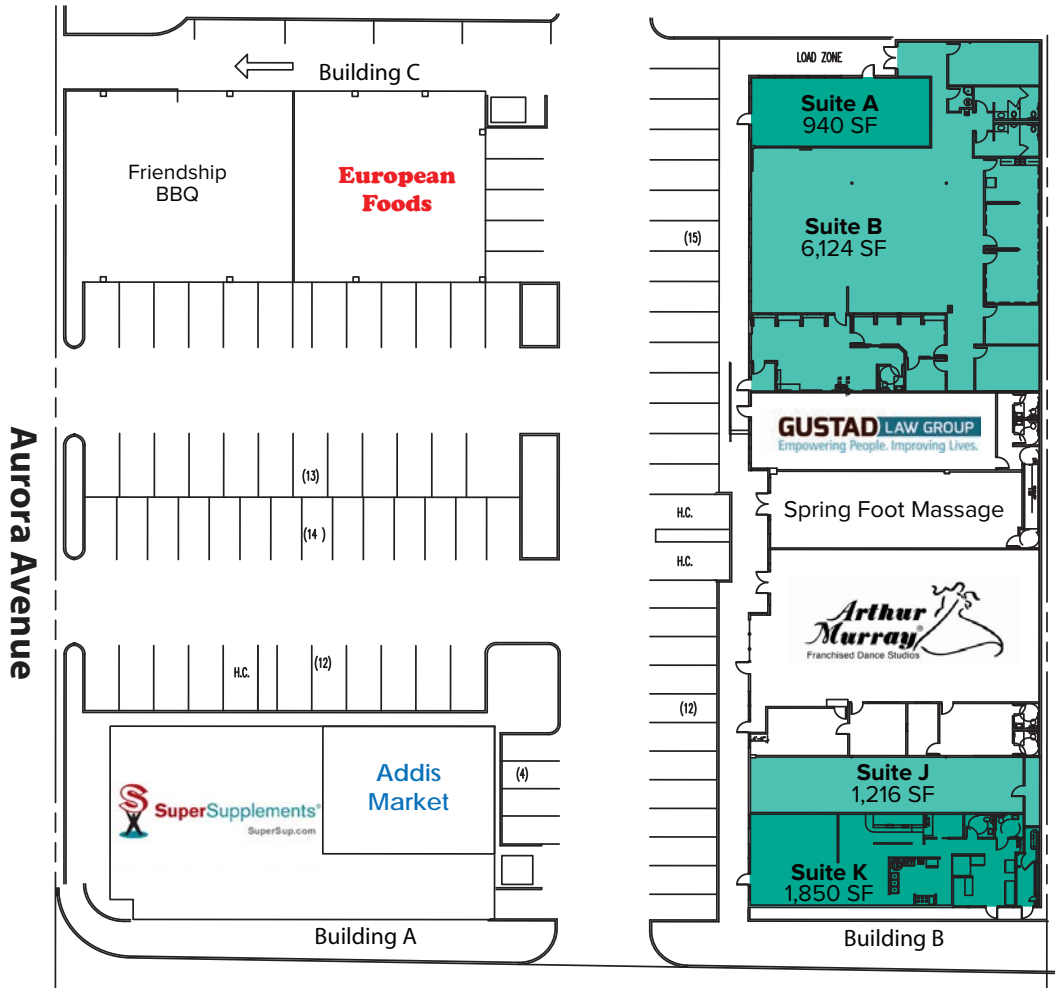 Building C
LOAD ZONE
Suite A
940 SF
Friendship
BBQ
European
Foods
Suite B
6,124 SF
(15)
GUSTAD LAW GROUP
Empowering People. Improving Lives.
Aurora Avenue
(13)
(14 )
H.C.
H.C.
Spring Foot Massage
Arthur
Murray®
Franchised Dance Studios
H.C.
(12)
(12)
SuperSupplements®
SuperSup.com
Addis
Market
(4)
Suite J
1,216 SF
Suite K
1,850 SF
Building A
Building B